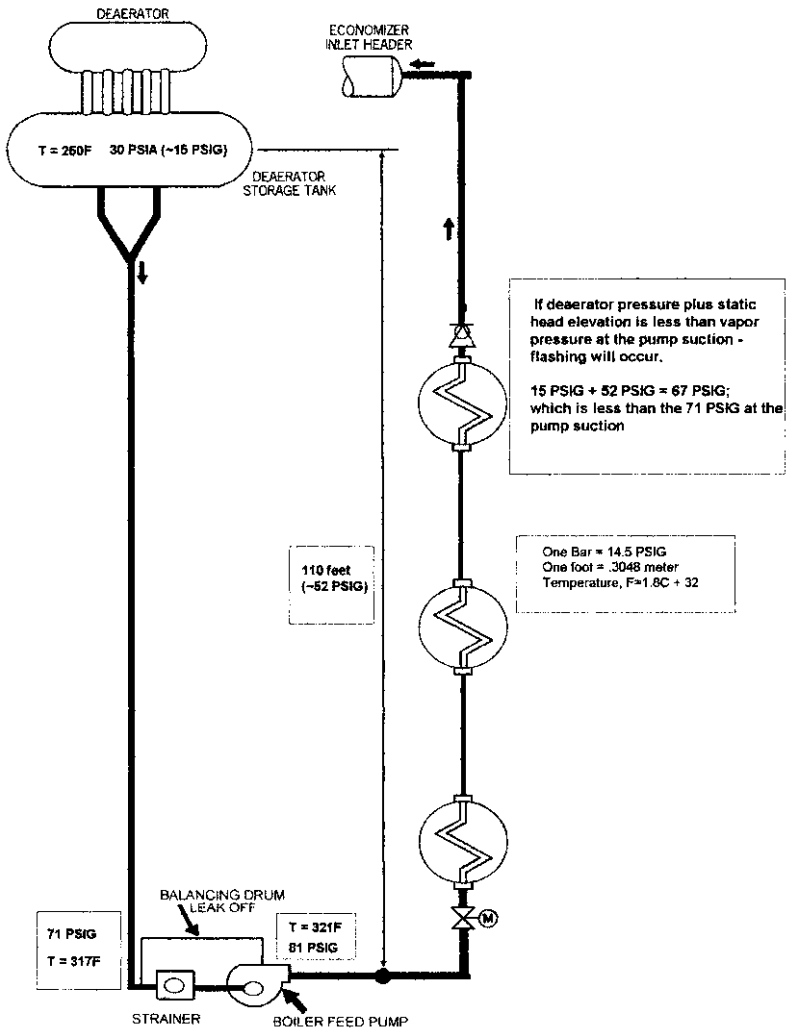 DEAERATOR
ECONOMIZER
INLET HEADER
T = 250F 30 PSIA (~15 PSIG)
DEAERATOR
STORAGE TANK
If deaerator pressure plus static
head elevation is less than vapor
pressure at the pump suction -
flashing will occur.
15 PSIG + 52 PSIG = 67 PSIG;
which is less than the 71 PSIG at the
pump suction
110 feet
(~52 PSIG)
One Bar = 14.5 PSIG
One foot = .3048 meter
Temperature, F=1.8C + 32
BALANCING DRUM
LEAK OFF
71 PSIG
T = 317F
T = 321F
81 PSIG
M
STRAINER
BOILER FEED PUMP